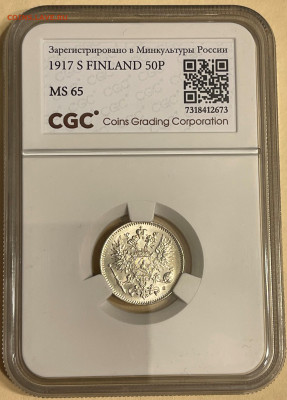 Зарегистрировано в Минкультуры России
1917 S FINLAND 50P
MS 65
7318412673
CGC Coins Grading Corporation